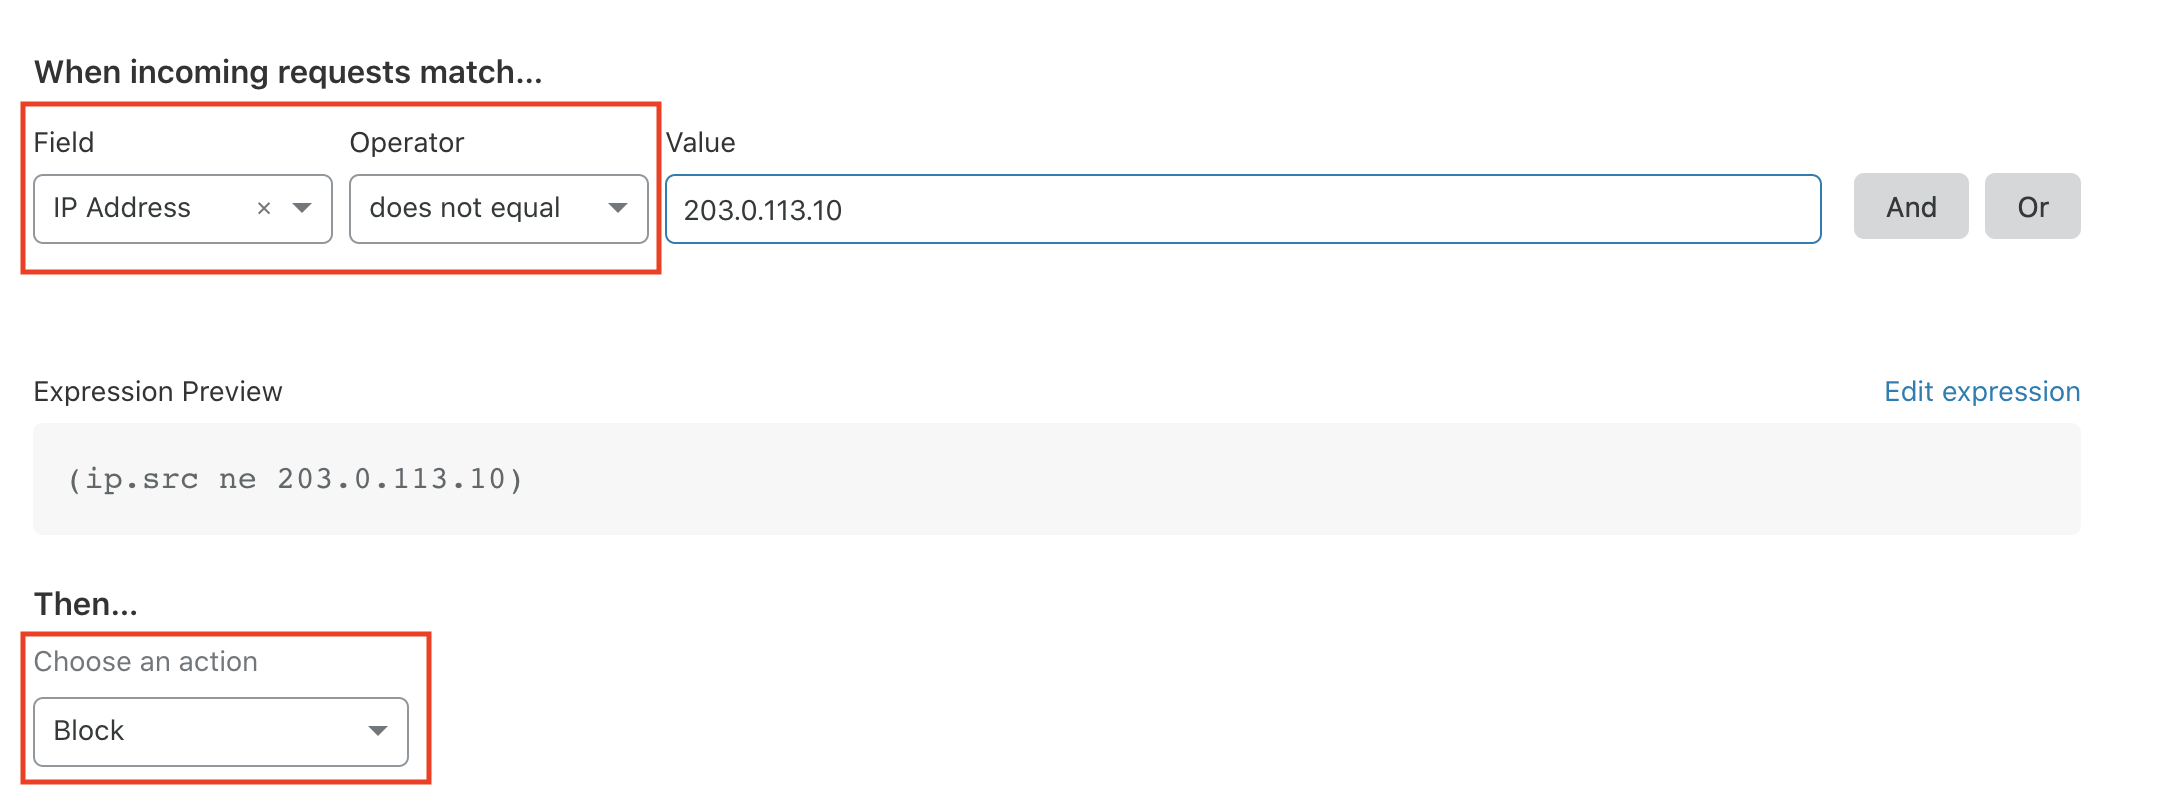 When incoming requests match...
Field Operator Value
IP Address × does not equal 203.0.113.10 And Or
Expression Preview Edit expression
(ip.src ne 203.0.113.10)
Then...
Choose an action
Block